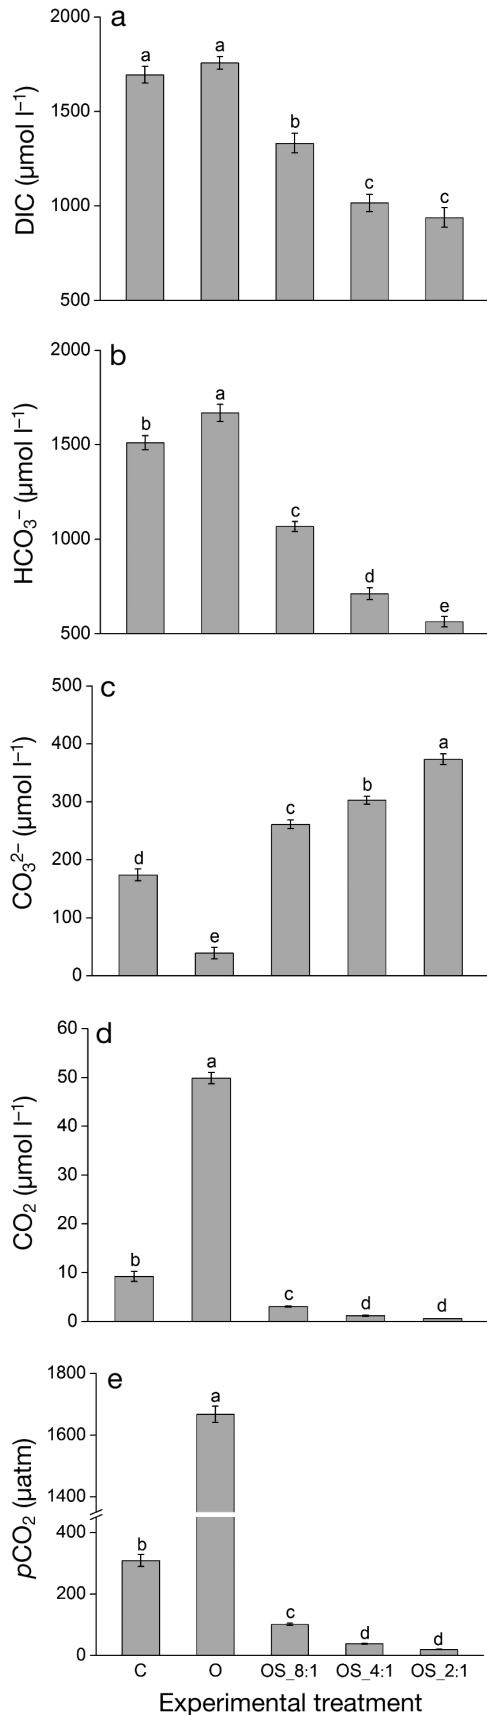 a
2000
1500
1000
500
DIC (µmol l⁻¹)
a
a
b
c
c
b
2000
1500
1000
500
HCO₃⁻ (µmol l⁻¹)
b
a
c
d
e
c
500
400
300
200
100
0
CO₃²⁻ (µmol l⁻¹)
d
e
c
b
a
d
60
50
40
30
20
10
0
CO₂ (µmol l⁻¹)
b
a
c
d
d
e
1800
1600
1400
400
200
0
pCO₂ (µatm)
b
a
c
d
d
C O OS_8:1 OS_4:1 OS_2:1
Experimental treatment